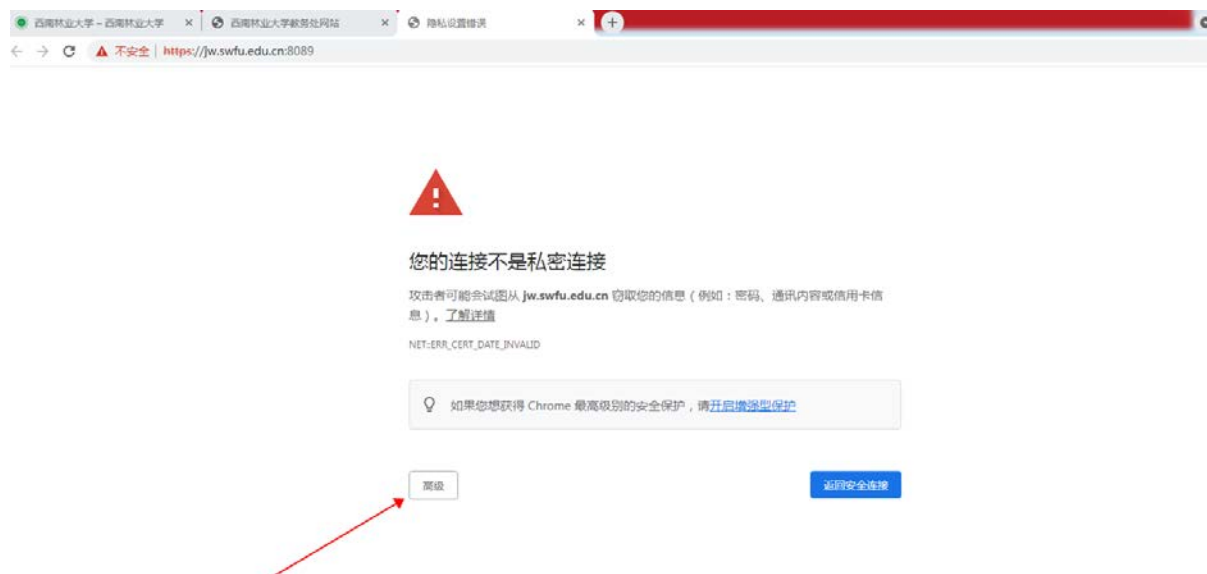 西南林业大学 – 西南林业大学
西南林业大学教务处网站
隐私设置错误
不安全 | https://jw.swfu.edu.cn:8089
您的连接不是私密连接
攻击者可能会试图从 jw.swfu.edu.cn 窃取您的信息（例如：密码、通讯内容或信用卡信
息）。了解详情
NET::ERR_CERT_DATE_INVALID
如果您想获得 Chrome 最高级别的安全保护，请开启增强型保护
高级
返回安全连接